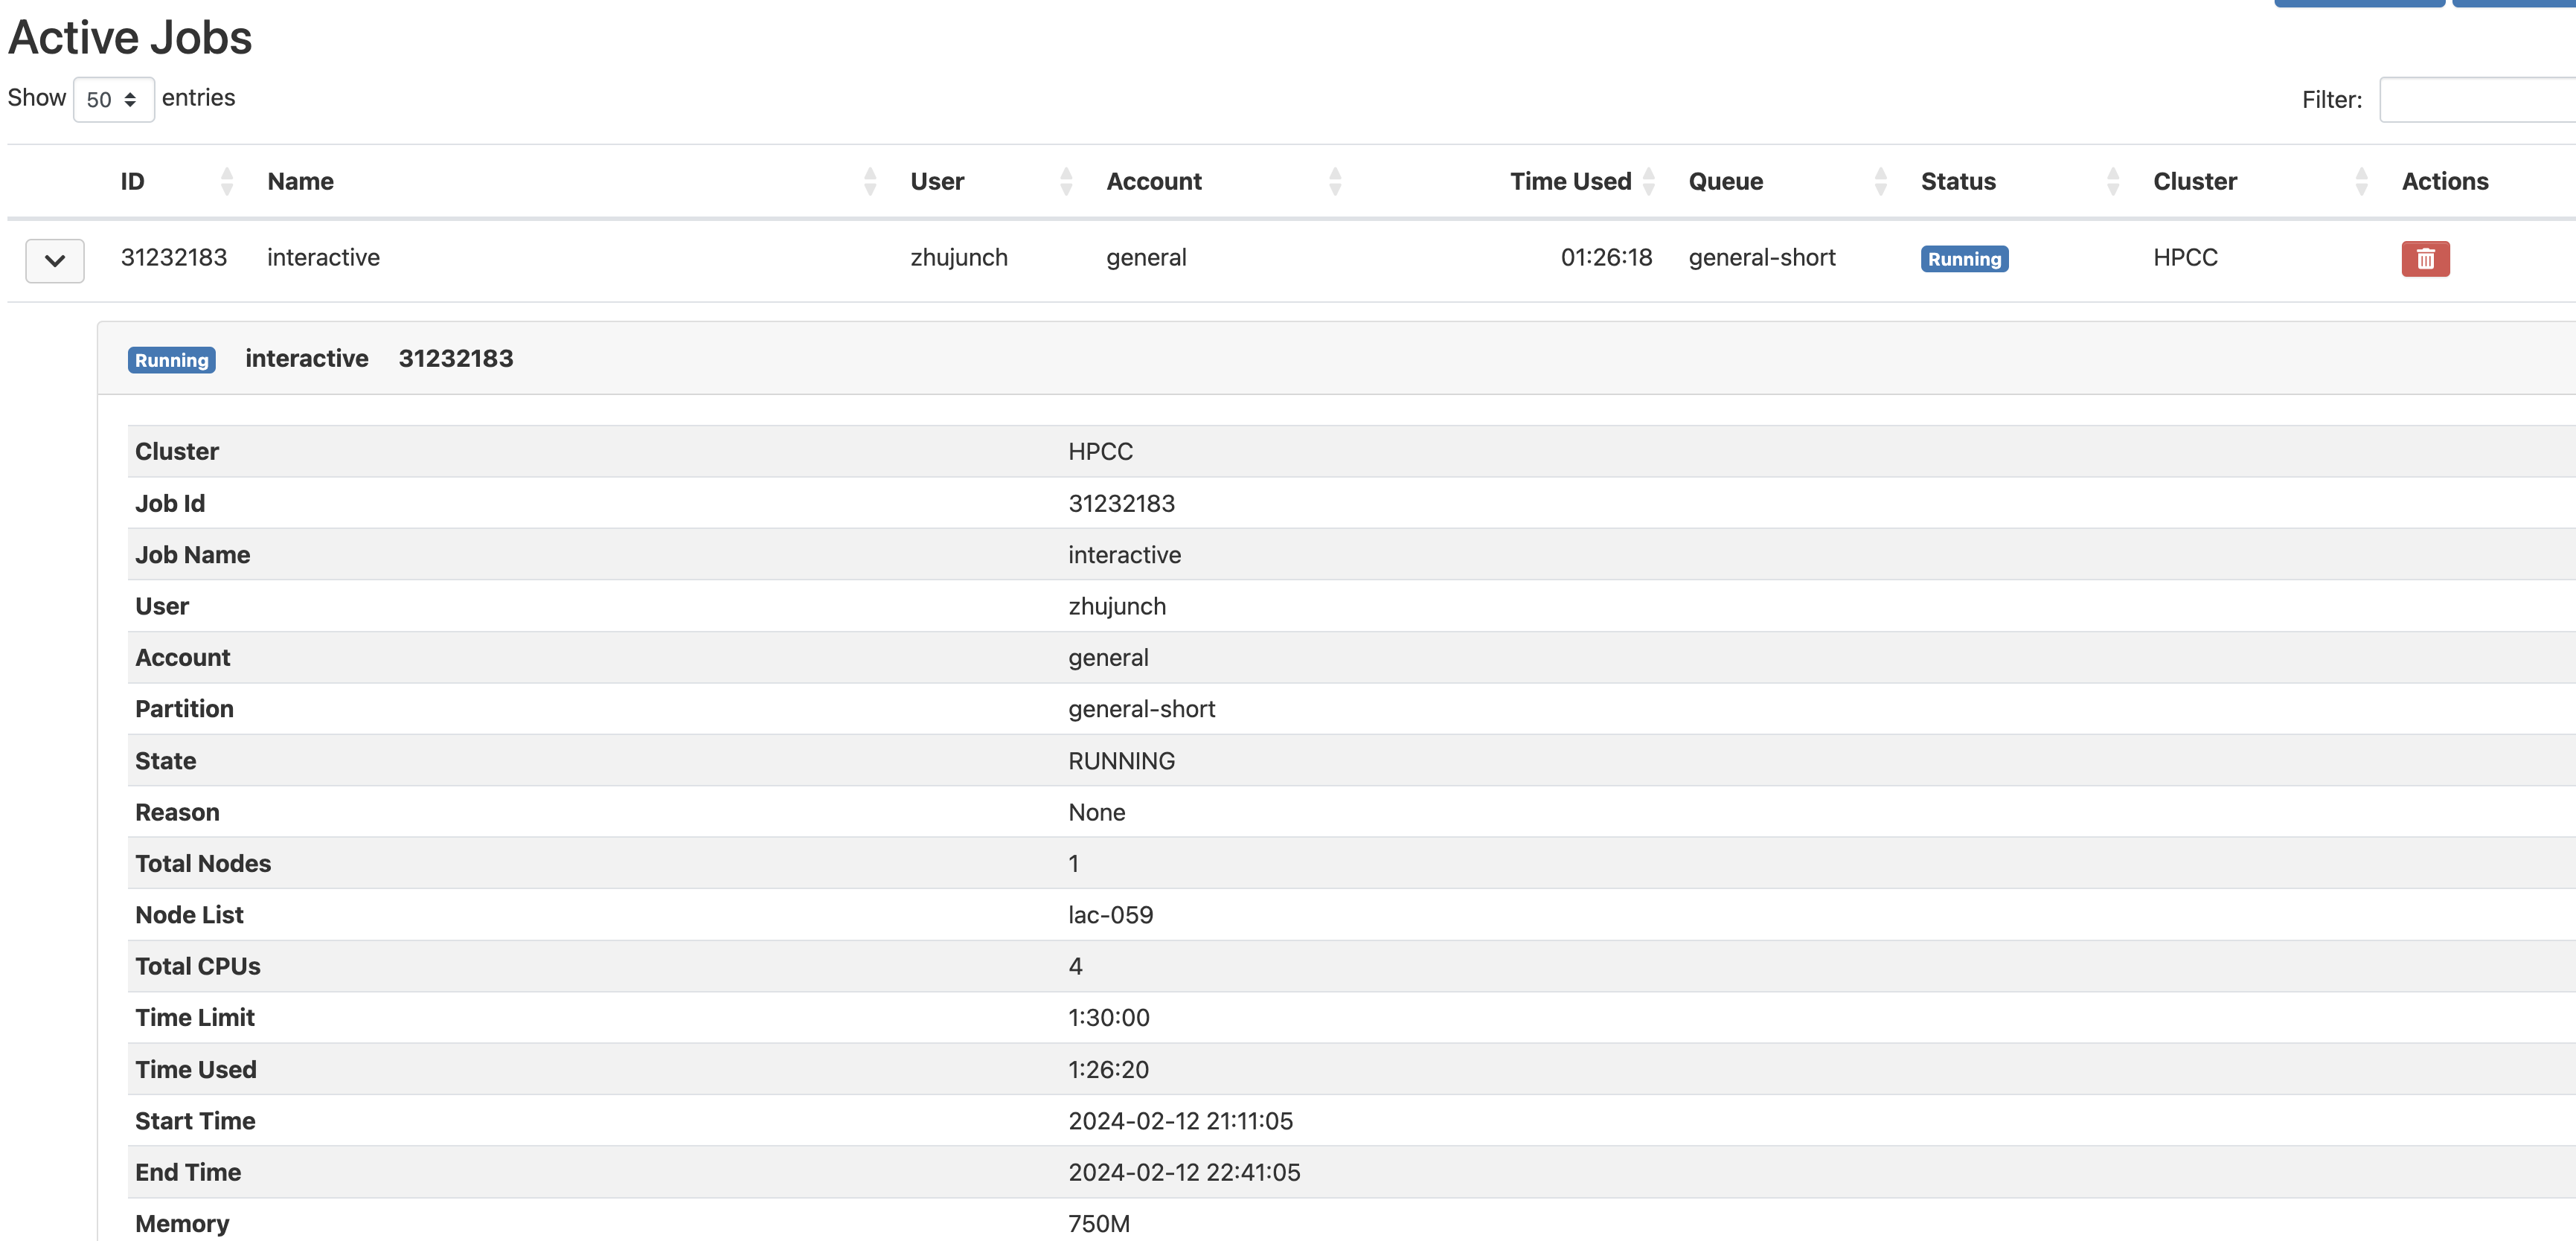 Active Jobs
Show 50 entries
Filter:
ID Name User Account Time Used Queue Status Cluster Actions
31232183 interactive zhujunch general 01:26:18 general-short Running HPCC
Running interactive 31232183
Cluster HPCC
Job Id 31232183
Job Name interactive
User zhujunch
Account general
Partition general-short
State RUNNING
Reason None
Total Nodes 1
Node List lac-059
Total CPUs 4
Time Limit 1:30:00
Time Used 1:26:20
Start Time 2024-02-12 21:11:05
End Time 2024-02-12 22:41:05
Memory 750M